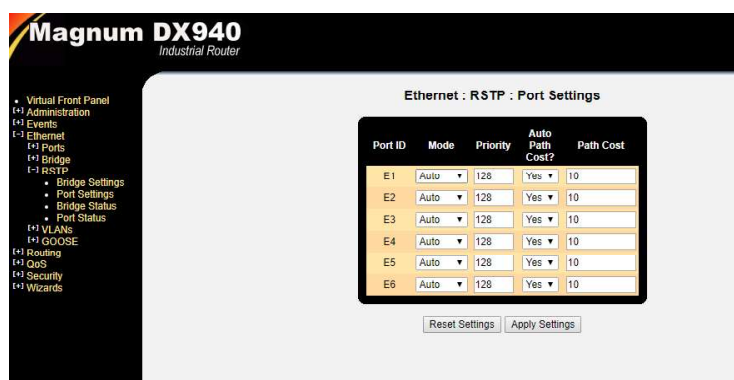 Magnum DX940
Industrial Router
Virtual Front Panel
[+] Administration
[+] Events
[-] Ethernet
[+] Ports
[+] Bridge
[-] RSTP
Bridge Settings
Port Settings
Bridge Status
Port Status
[+] VLANs
[+] GOOSE
[+] Routing
[+] QoS
[+] Security
[+] Wizards
Ethernet : RSTP : Port Settings
Port ID Mode Priority Auto Path Cost? Path Cost
E1 Auto 128 Yes 10
E2 Auto 128 Yes 10
E3 Auto 128 Yes 10
E4 Auto 128 Yes 10
E5 Auto 128 Yes 10
E6 Auto 128 Yes 10
Reset Settings Apply Settings